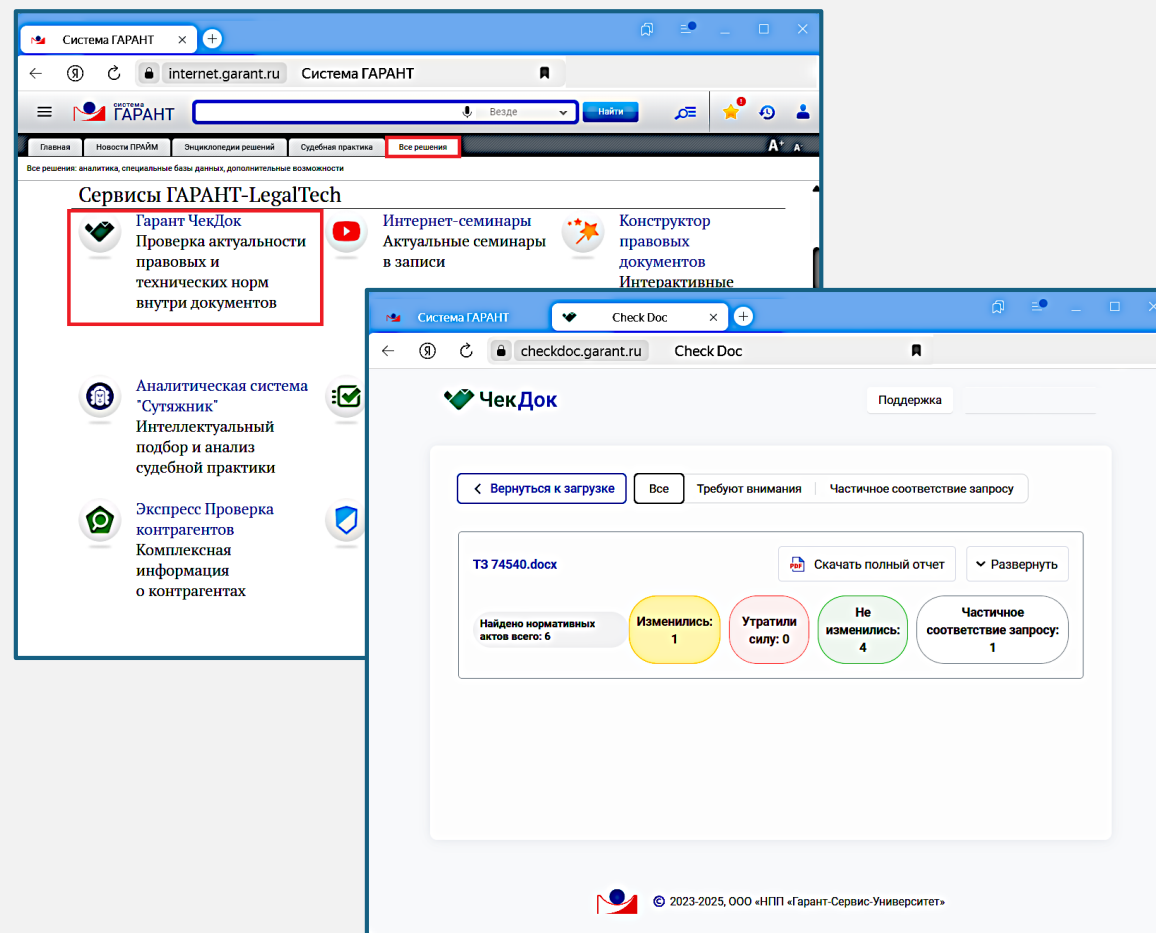 Система ГАРАНТ
internet.garant.ru Система ГАРАНТ
система
ГАРАНТ
Везде
Найти
1
Главная Новости ПРАЙМ Энциклопедии решений Судебная практика Все решения A+ A-
Все решения: аналитика, специальные базы данных, дополнительные возможности
Сервисы ГАРАНТ-LegalTech
Гарант ЧекДок
Проверка актуальности
правовых и
технических норм
внутри документов
Интернет-семинары
Актуальные семинары
в записи
Конструктор
правовых
документов
Интерактивные
Аналитическая система
"Сутяжник"
Интеллектуальный
подбор и анализ
судебной практики
Экспресс Проверка
контрагентов
Комплексная
информация
о контрагентах
Система ГАРАНТ Check Doc
checkdoc.garant.ru Check Doc
ЧекДок
Поддержка
Вернуться к загрузке Все Требуют внимания Частичное соответствие запросу
ТЗ 74540.docx
PDF Скачать полный отчет Развернуть
Найдено нормативных
актов всего: 6
Изменились:
1
Утратили
силу: 0
Не
изменились:
4
Частичное
соответствие запросу:
1
© 2023-2025, ООО «НПП «Гарант-Сервис-Университет»